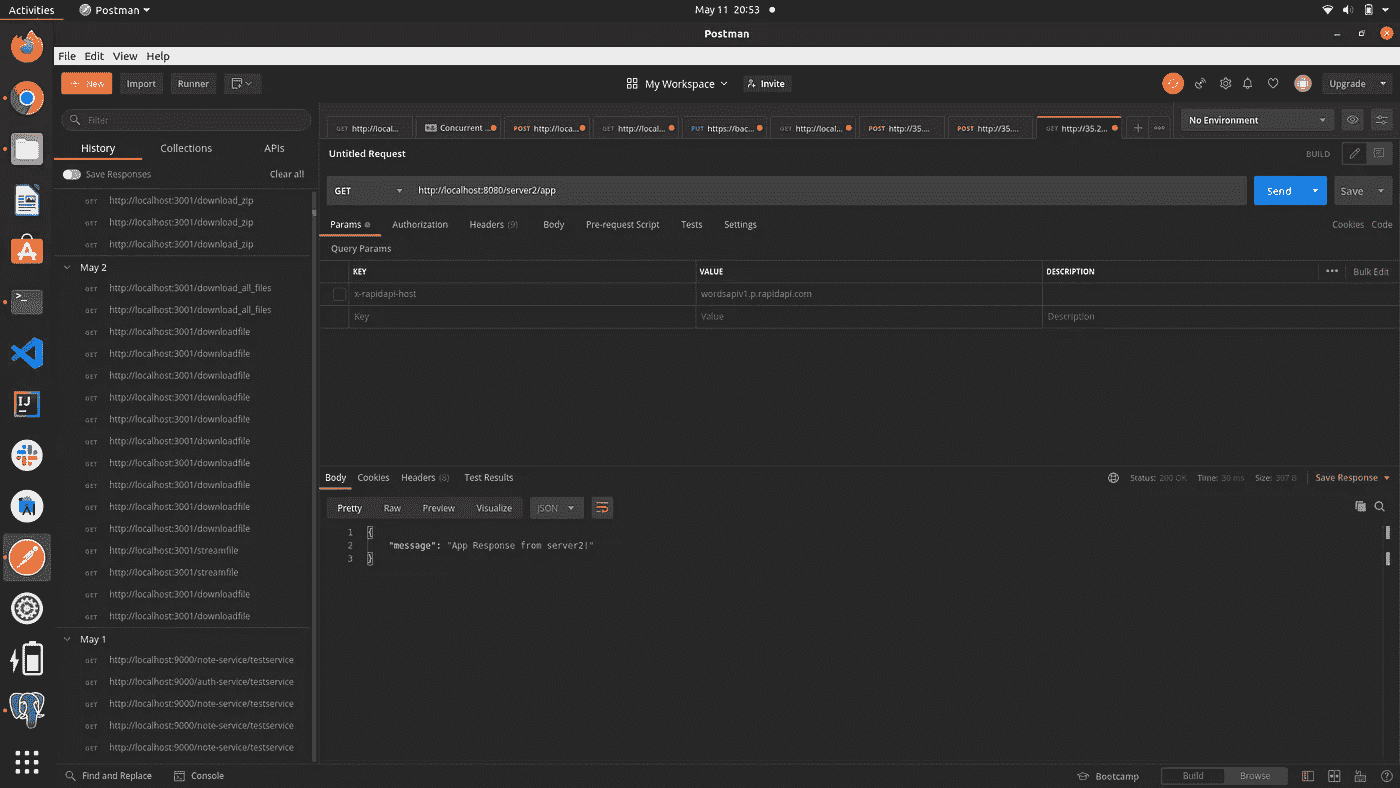 Activities Postman May 11 20:53
Postman
File Edit View Help
New Import Runner My Workspace Invite Upgrade
Filter
GET http://local... Concurrent ... POST http://loca... GET http://local... PUT https://bac... GET http://local... POST http://35.... POST http://35.... GET http://35.2... No Environment
History Collections APIs
Untitled Request BUILD
Save Responses Clear all
GET http://localhost:8080/server2/app Send Save
GET http://localhost:3001/download_zip
GET http://localhost:3001/download_zip
GET http://localhost:3001/download_zip
May 2
GET http://localhost:3001/download_all_files
GET http://localhost:3001/download_all_files
GET http://localhost:3001/downloadfile
GET http://localhost:3001/downloadfile
GET http://localhost:3001/downloadfile
GET http://localhost:3001/downloadfile
GET http://localhost:3001/downloadfile
GET http://localhost:3001/downloadfile
GET http://localhost:3001/downloadfile
GET http://localhost:3001/downloadfile
GET http://localhost:3001/downloadfile
GET http://localhost:3001/downloadfile
GET http://localhost:3001/streamfile
GET http://localhost:3001/streamfile
GET http://localhost:3001/downloadfile
GET http://localhost:3001/downloadfile
May 1
GET http://localhost:9000/note-service/testservice
GET http://localhost:9000/auth-service/testservice
GET http://localhost:9000/note-service/testservice
GET http://localhost:9000/note-service/testservice
GET http://localhost:9000/note-service/testservice
Params Authorization Headers (9) Body Pre-request Script Tests Settings Cookies Code
Query Params
KEY VALUE DESCRIPTION ••• Bulk Edit
x-rapidapi-host wordsapiv1.p.rapidapi.com
Key Value Description
Body Cookies Headers (8) Test Results Status: 200 OK Time: 30 ms Size: 307 B Save Response
Pretty Raw Preview Visualize JSON
1 {
2 "message": "App Response from server2!"
3 }
Find and Replace Console Bootcamp Build Browse